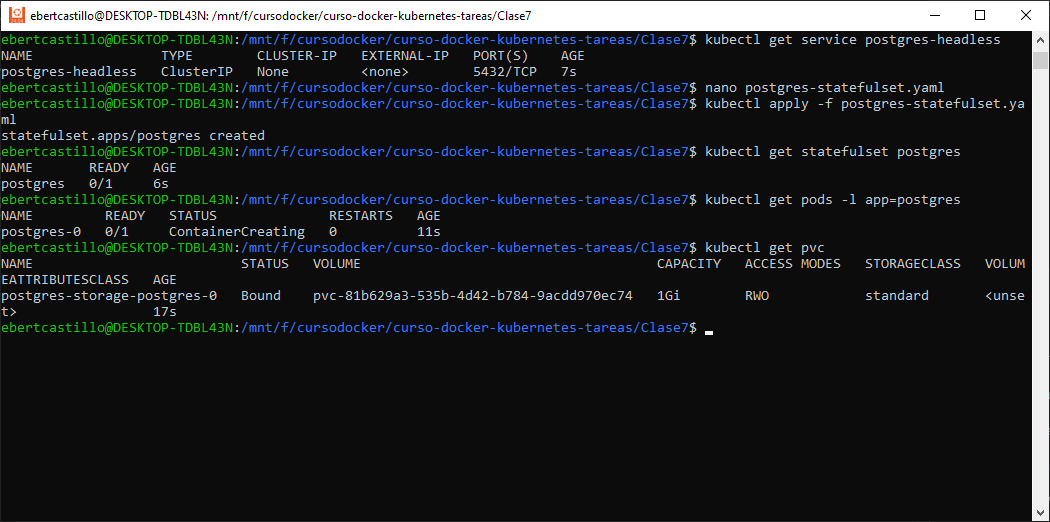 ebertcastillo@DESKTOP-TDBL43N: /mnt/f/cursodocker/curso-docker-kubernetes-tareas/Clase7
ebertcastillo@DESKTOP-TDBL43N:/mnt/f/cursodocker/curso-docker-kubernetes-tareas/Clase7$ kubectl get service postgres-headless
NAME                TYPE        CLUSTER-IP   EXTERNAL-IP   PORT(S)    AGE
postgres-headless   ClusterIP   None         <none>        5432/TCP   7s
ebertcastillo@DESKTOP-TDBL43N:/mnt/f/cursodocker/curso-docker-kubernetes-tareas/Clase7$ nano postgres-statefulset.yaml
ebertcastillo@DESKTOP-TDBL43N:/mnt/f/cursodocker/curso-docker-kubernetes-tareas/Clase7$ kubectl apply -f postgres-statefulset.ya
ml
statefulset.apps/postgres created
ebertcastillo@DESKTOP-TDBL43N:/mnt/f/cursodocker/curso-docker-kubernetes-tareas/Clase7$ kubectl get statefulset postgres
NAME       READY   AGE
postgres   0/1     6s
ebertcastillo@DESKTOP-TDBL43N:/mnt/f/cursodocker/curso-docker-kubernetes-tareas/Clase7$ kubectl get pods -l app=postgres
NAME         READY   STATUS              RESTARTS   AGE
postgres-0   0/1     ContainerCreating   0          11s
ebertcastillo@DESKTOP-TDBL43N:/mnt/f/cursodocker/curso-docker-kubernetes-tareas/Clase7$ kubectl get pvc
NAME                          STATUS   VOLUME                                     CAPACITY   ACCESS MODES   STORAGECLASS   VOLUM
EATTRIBUTESCLASS   AGE
postgres-storage-postgres-0   Bound    pvc-81b629a3-535b-4d42-b784-9acdd970ec74   1Gi        RWO            standard       <unse
t>                 17s
ebertcastillo@DESKTOP-TDBL43N:/mnt/f/cursodocker/curso-docker-kubernetes-tareas/Clase7$